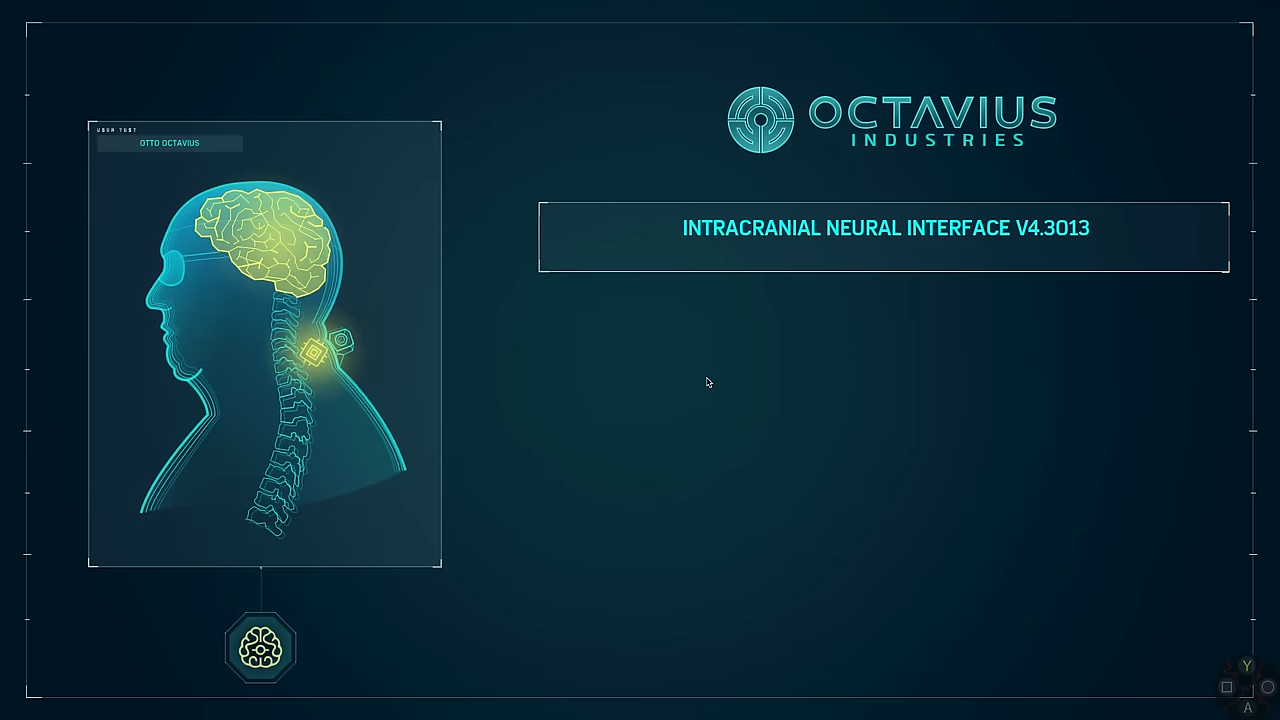 USER TEST
OTTO OCTAVIUS
OCTAVIUS
INDUSTRIES
INTRACRANIAL NEURAL INTERFACE V4.3013
Y
A